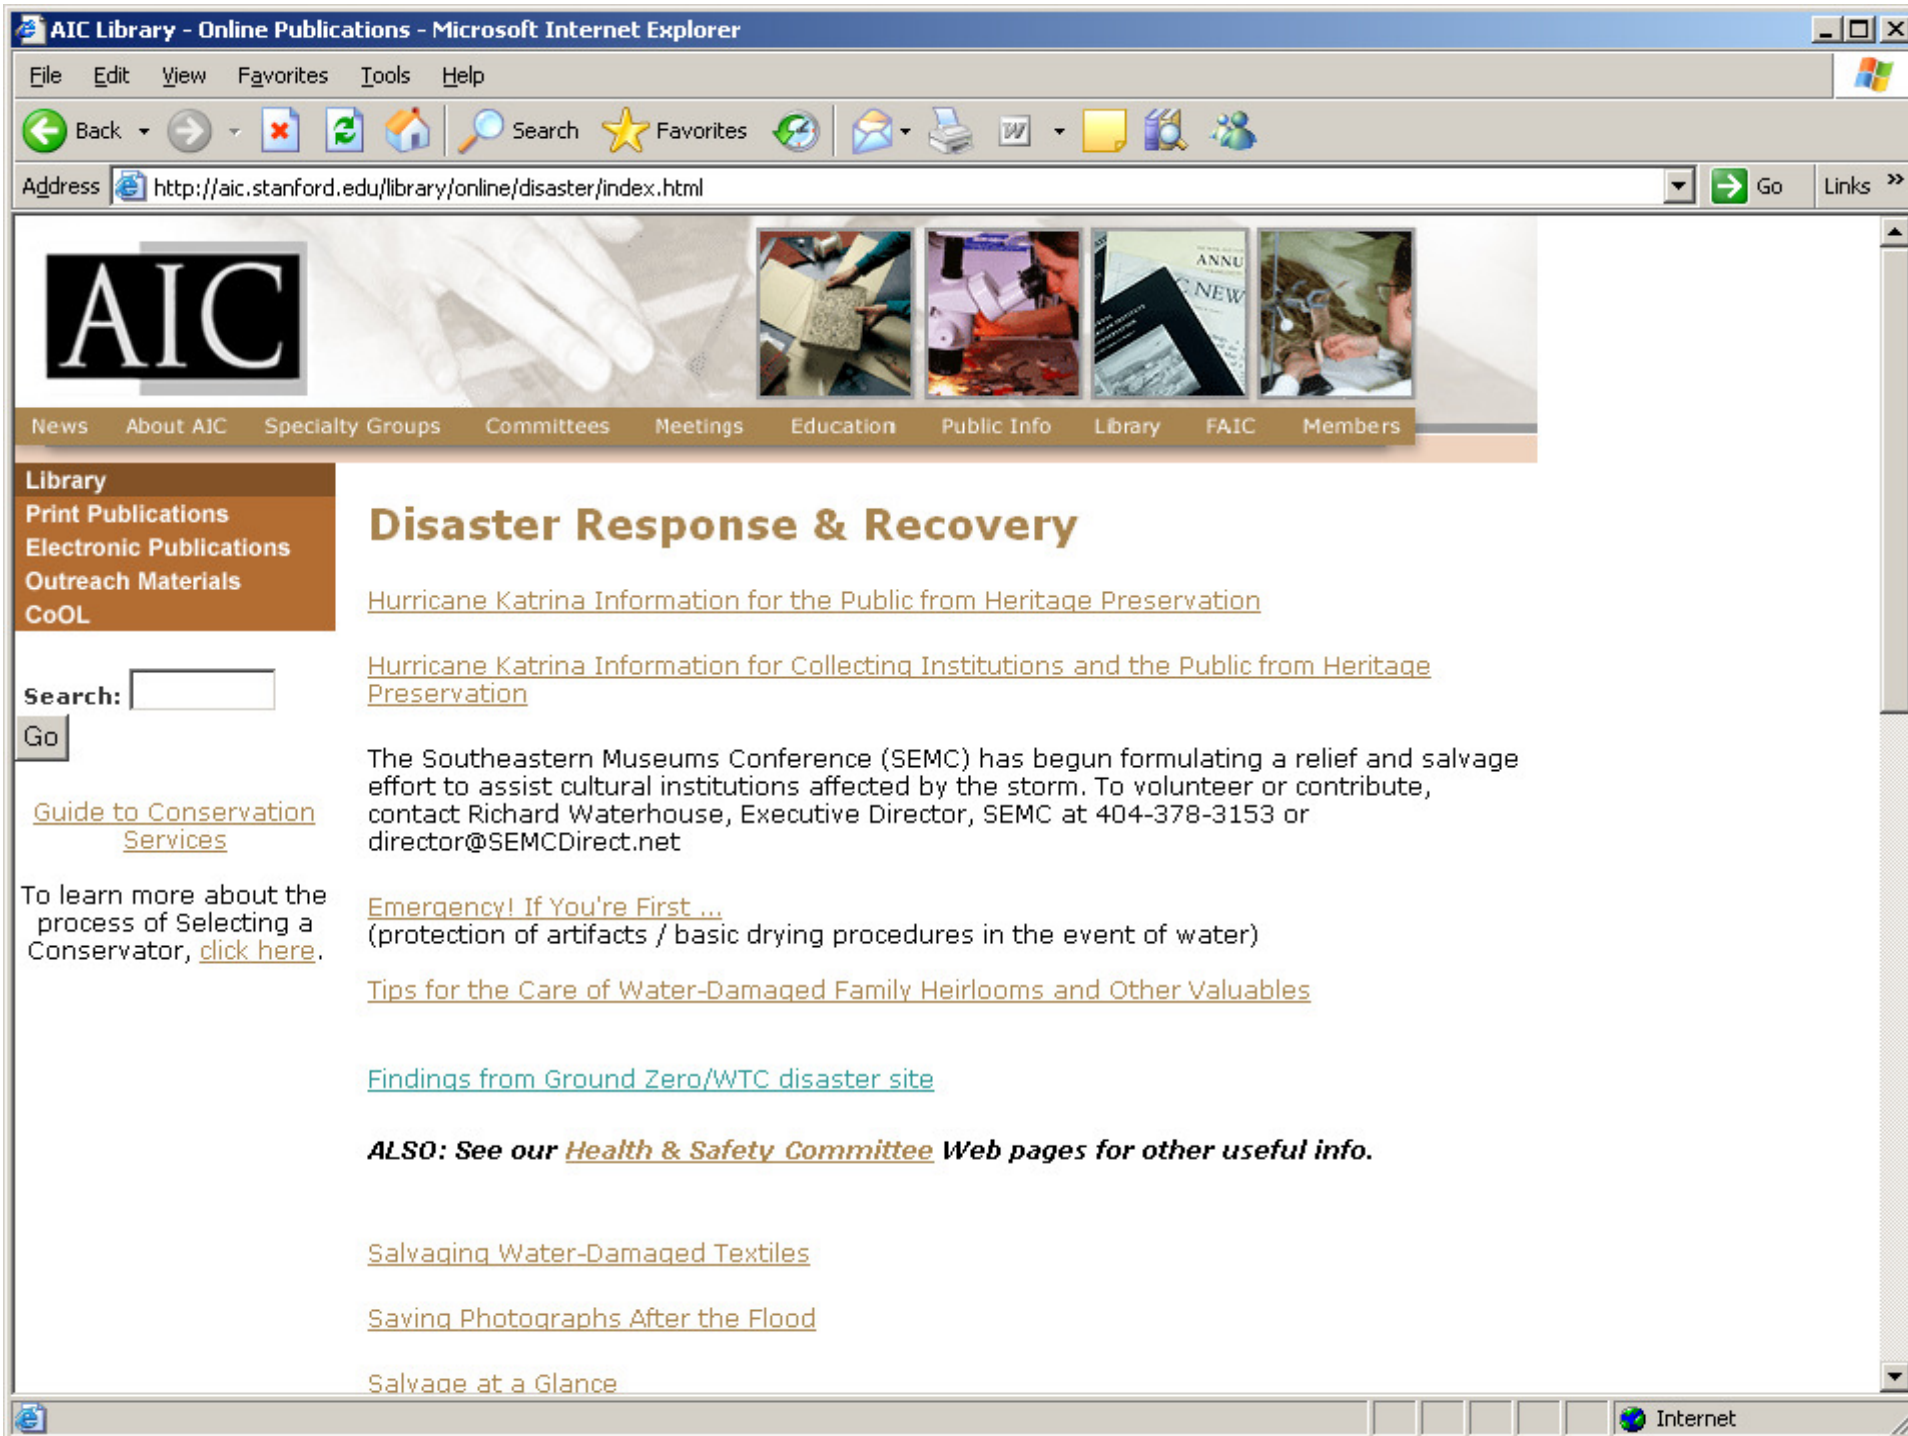 AIC Library - Online Publications - Microsoft Internet Explorer
File Edit View Favorites Tools Help
Back Search Favorites
Address http://aic.stanford.edu/library/online/disaster/index.html Go Links »
AIC
ANNU
C NEW
News About AIC Specialty Groups Committees Meetings Education Public Info Library FAIC Members
Library
Print Publications
Electronic Publications
Outreach Materials
CoOL
Search:
Go
Guide to Conservation
Services
To learn more about the
process of Selecting a
Conservator, click here.
Disaster Response & Recovery
Hurricane Katrina Information for the Public from Heritage Preservation
Hurricane Katrina Information for Collecting Institutions and the Public from Heritage
Preservation
The Southeastern Museums Conference (SEMC) has begun formulating a relief and salvage
effort to assist cultural institutions affected by the storm. To volunteer or contribute,
contact Richard Waterhouse, Executive Director, SEMC at 404-378-3153 or
director@SEMCDirect.net
Emergency! If You're First ...
(protection of artifacts / basic drying procedures in the event of water)
Tips for the Care of Water-Damaged Family Heirlooms and Other Valuables
Findings from Ground Zero/WTC disaster site
ALSO: See our Health & Safety Committee Web pages for other useful info.
Salvaging Water-Damaged Textiles
Saving Photographs After the Flood
Salvage at a Glance
Internet